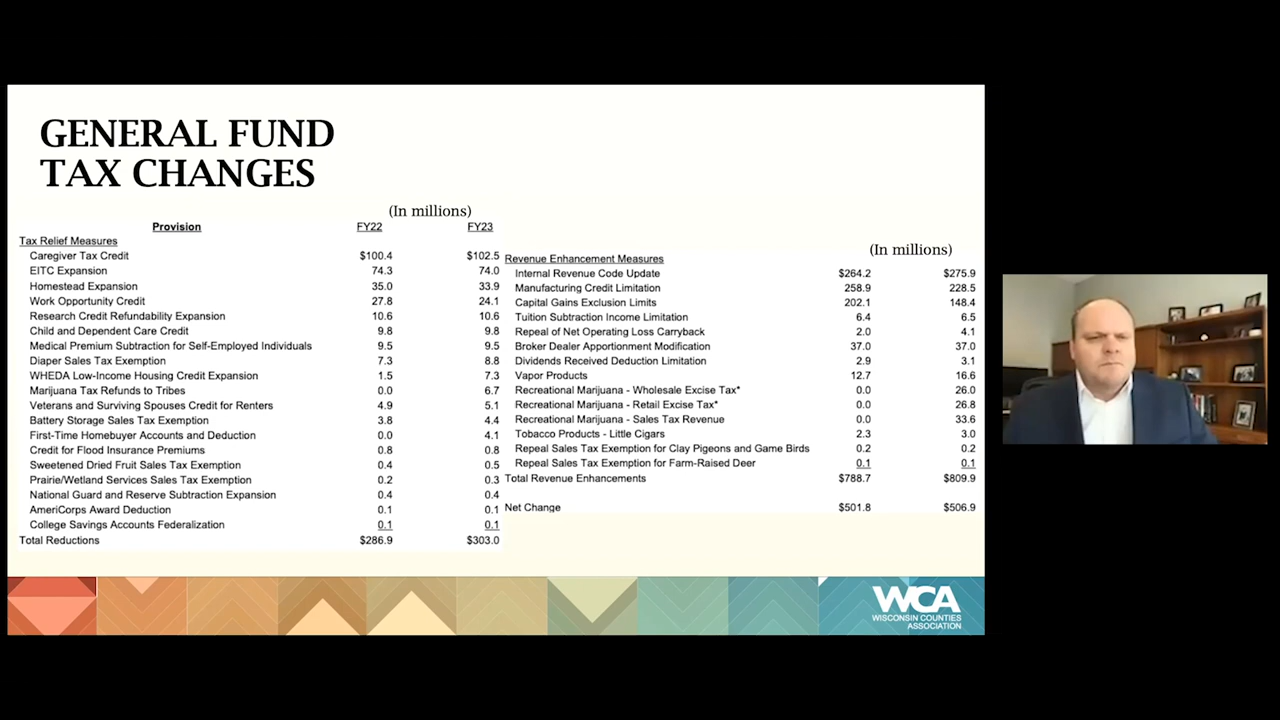 GENERAL FUND
TAX CHANGES
(In millions)
Provision FY22 FY23
Tax Relief Measures
Caregiver Tax Credit $100.4 $102.5
EITC Expansion 74.3 74.0
Homestead Expansion 35.0 33.9
Work Opportunity Credit 27.8 24.1
Research Credit Refundability Expansion 10.6 10.6
Child and Dependent Care Credit 9.8 9.8
Medical Premium Subtraction for Self-Employed Individuals 9.5 9.5
Diaper Sales Tax Exemption 7.3 8.8
WHEDA Low-Income Housing Credit Expansion 1.5 7.3
Marijuana Tax Refunds to Tribes 0.0 6.7
Veterans and Surviving Spouses Credit for Renters 4.9 5.1
Battery Storage Sales Tax Exemption 3.8 4.4
First-Time Homebuyer Accounts and Deduction 0.0 4.1
Credit for Flood Insurance Premiums 0.8 0.8
Sweetened Dried Fruit Sales Tax Exemption 0.4 0.5
Prairie/Wetland Services Sales Tax Exemption 0.2 0.3
National Guard and Reserve Subtraction Expansion 0.4 0.4
AmeriCorps Award Deduction 0.1 0.1
College Savings Accounts Federalization 0.1 0.1
Total Reductions $286.9 $303.0
(In millions)
Revenue Enhancement Measures
Internal Revenue Code Update $264.2 $275.9
Manufacturing Credit Limitation 258.9 228.5
Capital Gains Exclusion Limits 202.1 148.4
Tuition Subtraction Income Limitation 6.4 6.5
Repeal of Net Operating Loss Carryback 2.0 4.1
Broker Dealer Apportionment Modification 37.0 37.0
Dividends Received Deduction Limitation 2.9 3.1
Vapor Products 12.7 16.6
Recreational Marijuana - Wholesale Excise Tax* 0.0 26.0
Recreational Marijuana - Retail Excise Tax* 0.0 26.8
Recreational Marijuana - Sales Tax Revenue 0.0 33.6
Tobacco Products - Little Cigars 2.3 3.0
Repeal Sales Tax Exemption for Clay Pigeons and Game Birds 0.2 0.2
Repeal Sales Tax Exemption for Farm-Raised Deer 0.1 0.1
Total Revenue Enhancements $788.7 $809.9
Net Change $501.8 $506.9
WCA
WISCONSIN COUNTIES
ASSOCIATION